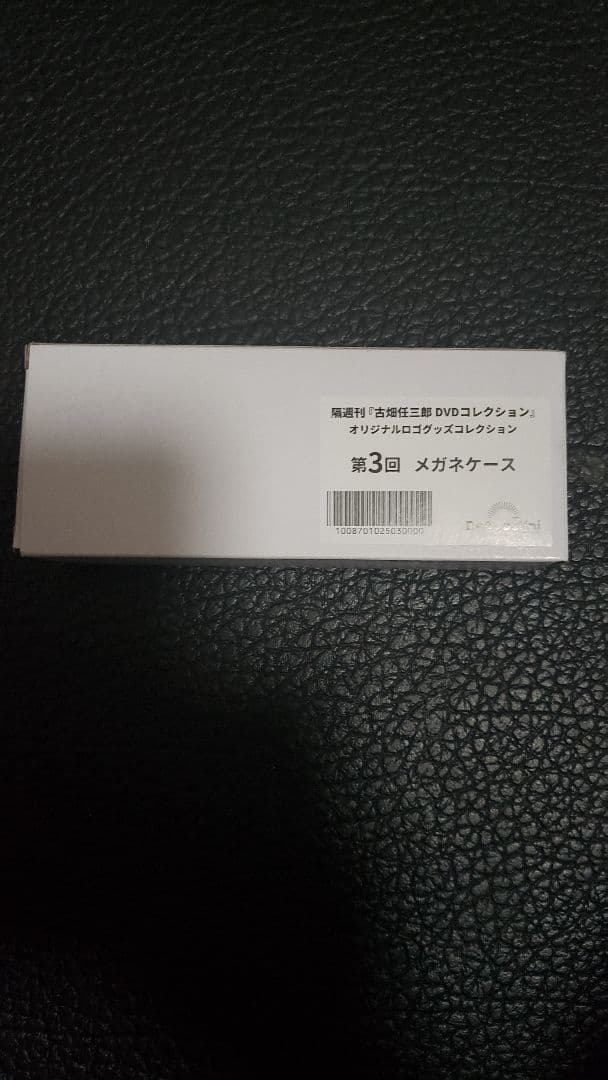 隔週刊『古畑任三郎 DVDコレクション』
オリジナルロゴグッズコレクション
第3回 メガネケース
1008701025030000